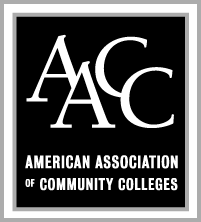 AACC
AMERICAN ASSOCIATION
OF COMMUNITY COLLEGES